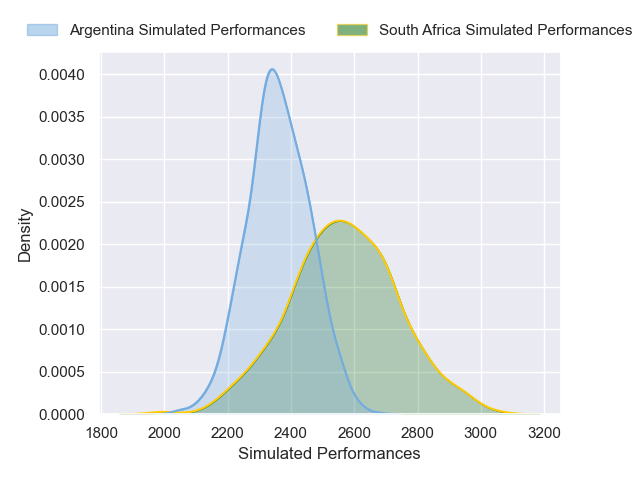 Argentina Simulated Performances South Africa Simulated Performances
0.0040
0.0035
0.0030
0.0025
0.0020
0.0015
0.0010
0.0005
0.0000
Density
1800 2000 2200 2400 2600 2800 3000 3200
Simulated Performances